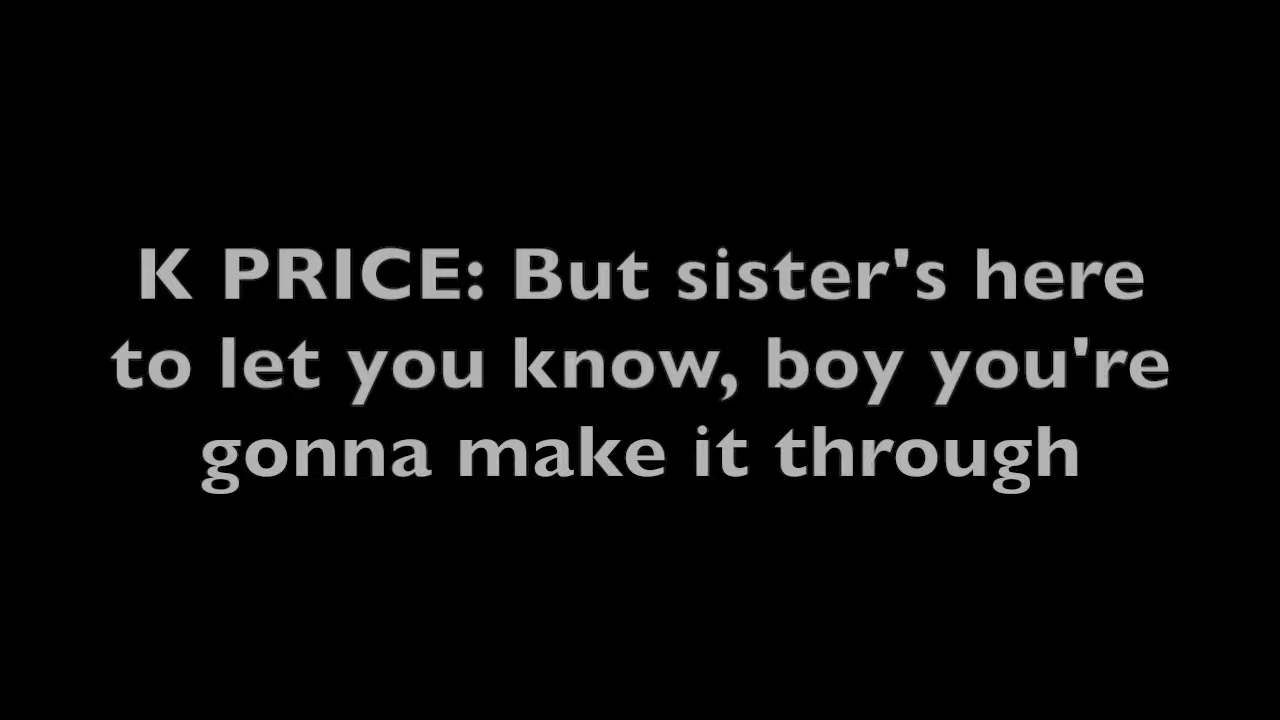 K PRICE: But sister's here
to let you know, boy you're
gonna make it through